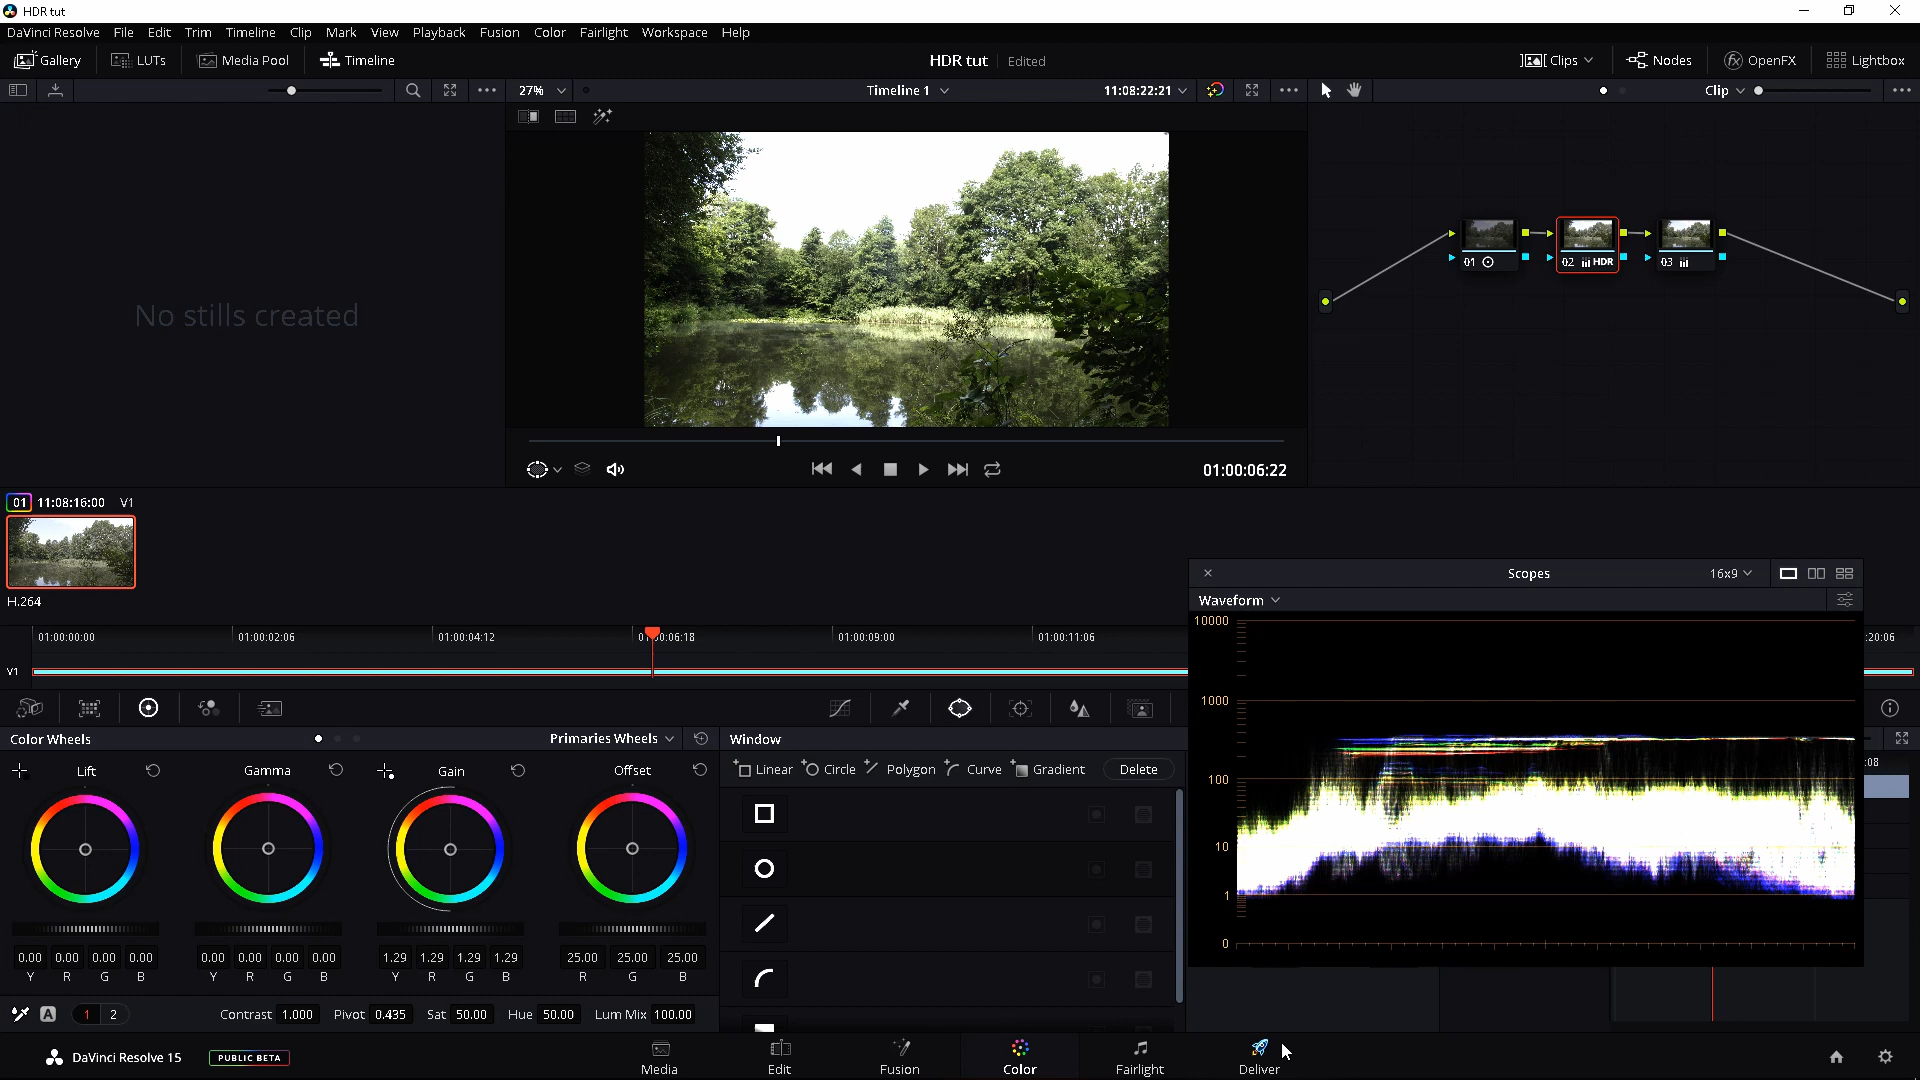 HDR tut
DaVinci Resolve File Edit Trim Timeline Clip Mark View Playback Fusion Color Fairlight Workspace Help
Gallery LUTs Media Pool Timeline HDR tut Edited Clips Nodes OpenFX Lightbox
27% Timeline 1 11:08:22:21 Clip
No stills created
01 HDR 02 03
01:00:06:22
01 11:08:16:00 V1
H.264
Scopes 16x9
Waveform
01:00:00:00 01:00:02:06 01:00:04:12 01:00:06:18 01:00:09:00 01:00:11:06 :20:06
V1
10000
1000
100
10
1
0
Color Wheels Primaries Wheels Window
:08
Lift Gamma Gain Offset
Linear Circle Polygon Curve Gradient Delete
0.00 0.00 0.00 0.00 0.00 0.00 0.00 0.00 1.29 1.29 1.29 1.29 25.00 25.00 25.00
Y R G B Y R G B Y R G B R G B
A 1 2 Contrast 1.000 Pivot 0.435 Sat 50.00 Hue 50.00 Lum Mix 100.00
DaVinci Resolve 15 PUBLIC BETA
Media Edit Fusion Color Fairlight Deliver